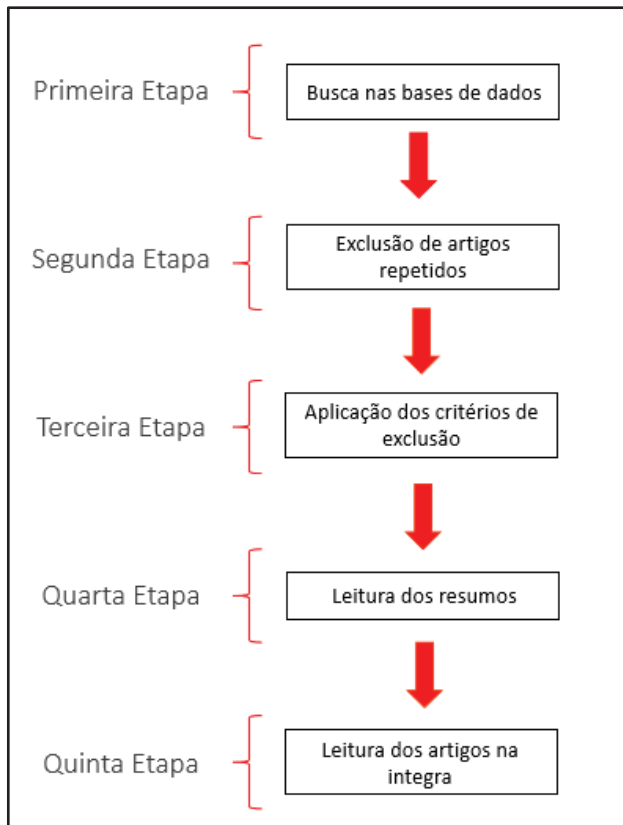 Primeira Etapa
Busca nas bases de dados
Segunda Etapa
Exclusão de artigos
repetidos
Terceira Etapa
Aplicação dos critérios de
exclusão
Quarta Etapa
Leitura dos resumos
Quinta Etapa
Leitura dos artigos na
integra